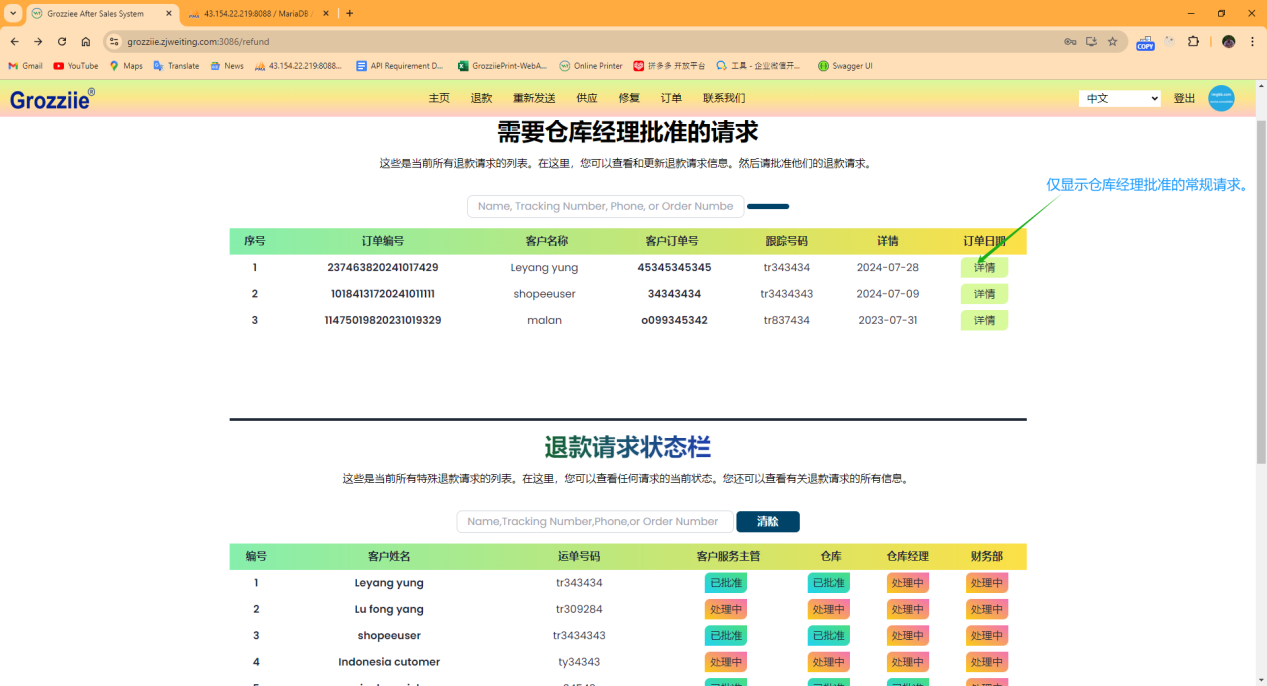 Grozziee After Sales System
43.154.22.219:8088 / MariaDB
grozziie.zjweiting.com:3086/refund
COPY
Gmail YouTube Maps Translate News 43.154.22.219:8088... API Requirement D... GrozziiePrint-WebA... Online Printer 拼多多 开放平台 工具 - 企业微信开... Swagger UI
Grozziie®
主页 退款 重新发送 供应 修复 订单 联系我们
中文 登出
需要仓库经理批准的请求
这些是当前所有退款请求的列表。在这里，您可以查看和更新退款请求信息。然后请批准他们的退款请求。
仅显示仓库经理批准的常规请求。
Name, Tracking Number, Phone, or Order Numbe
序号 订单编号 客户名称 客户订单号 跟踪号码 详情 订单日期
1 237463820241017429 Leyang yung 45345345345 tr343434 2024-07-28 详情
2 10184131720241011111 shopeeuser 34343434 tr3434343 2024-07-09 详情
3 11475019820231019329 malan o099345342 tr837434 2023-07-31 详情
退款请求状态栏
这些是当前所有特殊退款请求的列表。在这里，您可以查看任何请求的当前状态。您还可以查看有关退款请求的所有信息。
Name,Tracking Number,Phone,or Order Number 清除
编号 客户姓名 运单号码 客户服务主管 仓库 仓库经理 财务部
1 Leyang yung tr343434 已批准 已批准 处理中 处理中
2 Lu fong yang tr309284 处理中 处理中 处理中 处理中
3 shopeeuser tr3434343 已批准 已批准 处理中 处理中
4 Indonesia cutomer ty34343 处理中 处理中 处理中 处理中